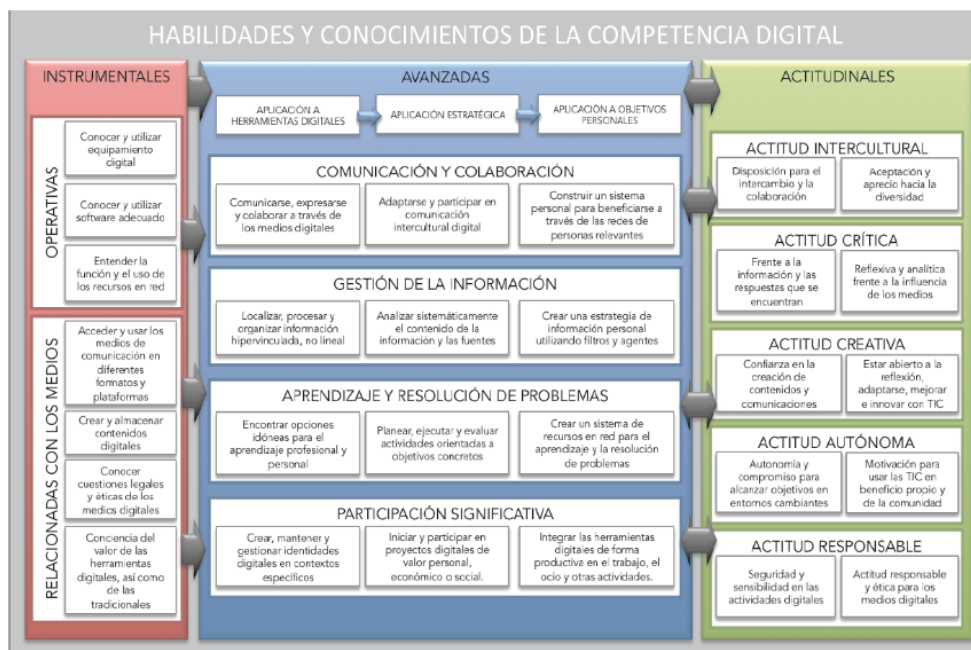 HABILIDADES Y CONOCIMIENTOS DE LA COMPETENCIA DIGITAL
INSTRUMENTALES
OPERATIVAS
Conocer y utilizar
equipamiento
digital
Conocer y utilizar
software adecuado
Entender la
función y el uso de
los recursos en red
RELACIONADAS CON LOS MEDIOS
Acceder y usar los
medios de
comunicación en
diferentes
formatos y
plataformas
Crear y almacenar
contenidos
digitales
Conocer
cuestiones legales
y éticas de los
medios digitales
Conciencia del
valor de las
herramientas
digitales, así como
de las
tradicionales
AVANZADAS
APLICACIÓN A
HERRAMIENTAS DIGITALES
APLICACIÓN ESTRATÉGICA
APLICACIÓN A OBJETIVOS
PERSONALES
COMUNICACIÓN Y COLABORACIÓN
Comunicarse, expresarse
y colaborar a través de
los medios digitales
Adaptarse y participar en
comunicación
intercultural digital
Construir un sistema
personal para beneficiarse a
través de las redes de
personas relevantes
GESTIÓN DE LA INFORMACIÓN
Localizar, procesar y
organizar información
hipervinculada, no lineal
Analizar sistemáticamente
el contenido de la
información y las fuentes
Crear una estrategia de
información personal
utilizando filtros y agentes
APRENDIZAJE Y RESOLUCIÓN DE PROBLEMAS
Encontrar opciones
idóneas para el
aprendizaje profesional y
personal
Planear, ejecutar y evaluar
actividades orientadas a
objetivos concretos
Crear un sistema de
recursos en red para el
aprendizaje y la resolución
de problemas
PARTICIPACIÓN SIGNIFICATIVA
Crear, mantener y
gestionar identidades
digitales en contextos
específicos
Iniciar y participar en
proyectos digitales de
valor personal,
económico o social.
Integrar las herramientas
digitales de forma
productiva en el trabajo, el
ocio y otras actividades.
ACTITUDINALES
ACTITUD INTERCULTURAL
Disposición para el
intercambio y la
colaboración
Aceptación y
aprecio hacia la
diversidad
ACTITUD CRÍTICA
Frente a la
información y las
respuestas que se
encuentran
Reflexiva y analítica
frente a la influencia
de los medios
ACTITUD CREATIVA
Confianza en la
creación de
contenidos y
comunicaciones
Estar abierto a la
reflexión,
adaptarse, mejorar
e innovar con TIC
ACTITUD AUTÓNOMA
Autonomía y
compromiso para
alcanzar objetivos en
entornos cambiantes
Motivación para
usar las TIC en
beneficio propio y
de la comunidad
ACTITUD RESPONSABLE
Seguridad y
sensibilidad en las
actividades digitales
Actitud responsable
y ética para los
medios digitales